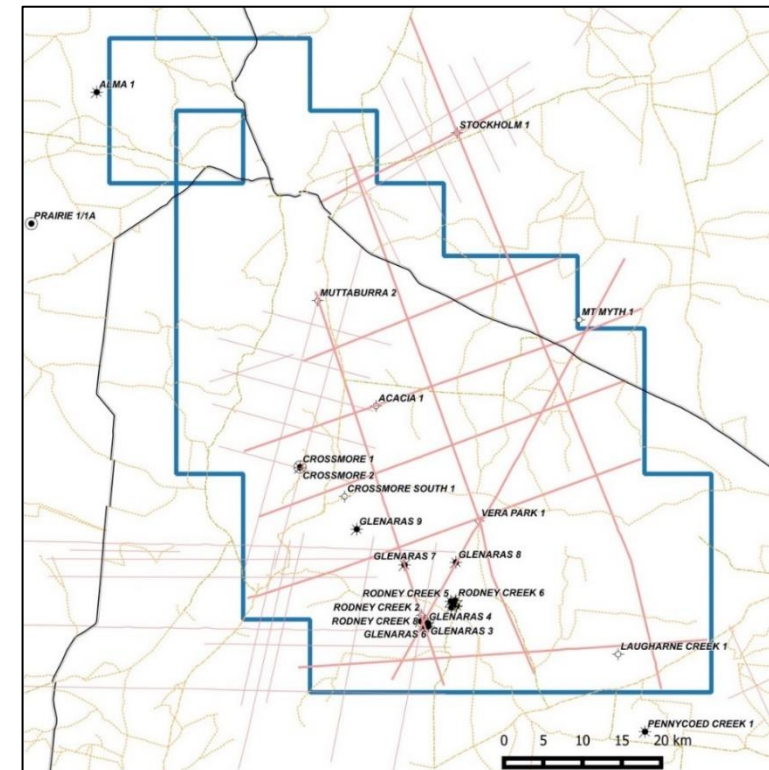 ALMA 1
STOCKHOLM 1
PRAIRIE 1/1A
MUTTABURRA 2
MT MYTH 1
ACACIA 1
CROSSMORE 1
CROSSMORE 2
CROSSMORE SOUTH 1
VERA PARK 1
GLENARAS 9
GLENARAS 7
GLENARAS 8
RODNEY CREEK 5
RODNEY CREEK 6
RODNEY CREEK 2
GLENARAS 4
RODNEY CREEK 8
GLENARAS 3
GLENARAS 6
LAUGHARNE CREEK 1
PENNYCOED CREEK 1
0 5 10 15 20 km